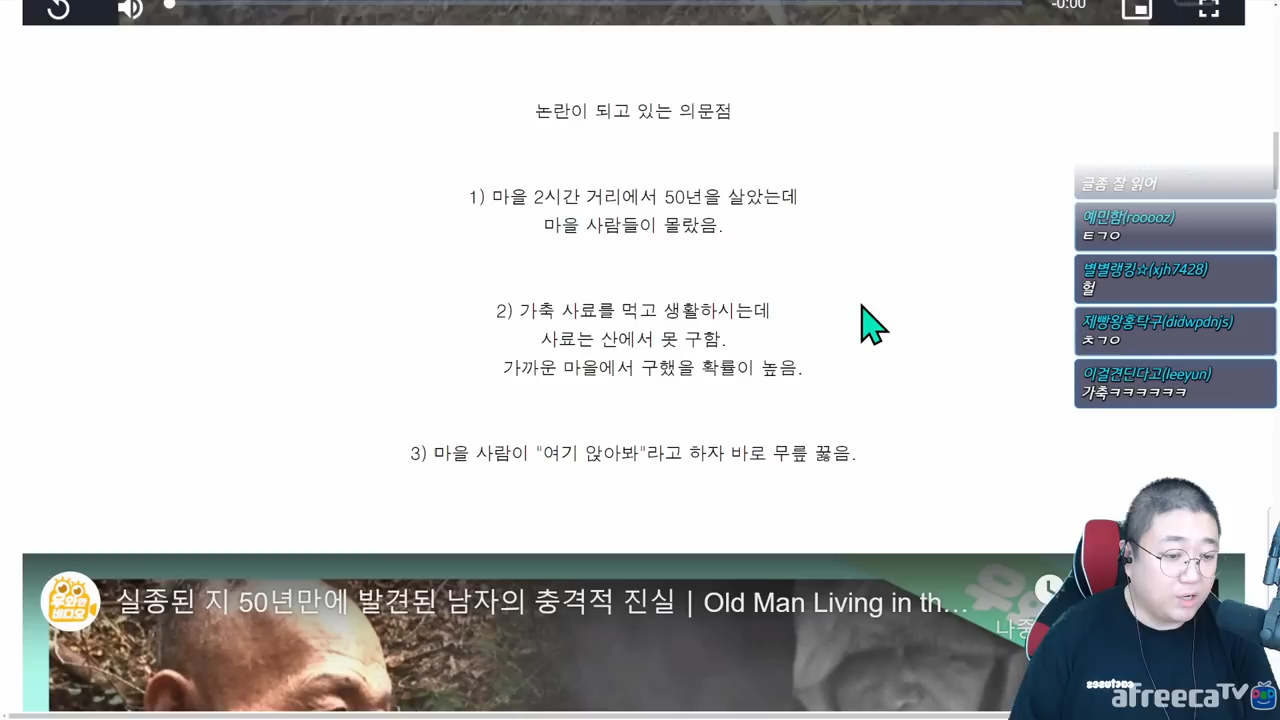 -0:00
논란이 되고 있는 의문점
1) 마을 2시간 거리에서 50년을 살았는데
마을 사람들이 몰랐음.
2) 가축 사료를 먹고 생활하시는데
사료는 산에서 못 구함.
가까운 마을에서 구했을 확률이 높음.
3) 마을 사람이 "여기 앉아봐"라고 하자 바로 무릎 꿇음.
실종된 지 50년만에 발견된 남자의 충격적 진실 | Old Man Living in th...
나중
글좀 잘 읽어
예민함(rooooz)
ㅌㄱㅇ
별별랭킹☆(xjh7428)
헐
제빵왕홍탁구(didwpdnjs)
ㅊㄱㅇ
이걸견딘다고(leeyun)
가축ㅋㅋㅋㅋㅋㅋ
afreecaTV